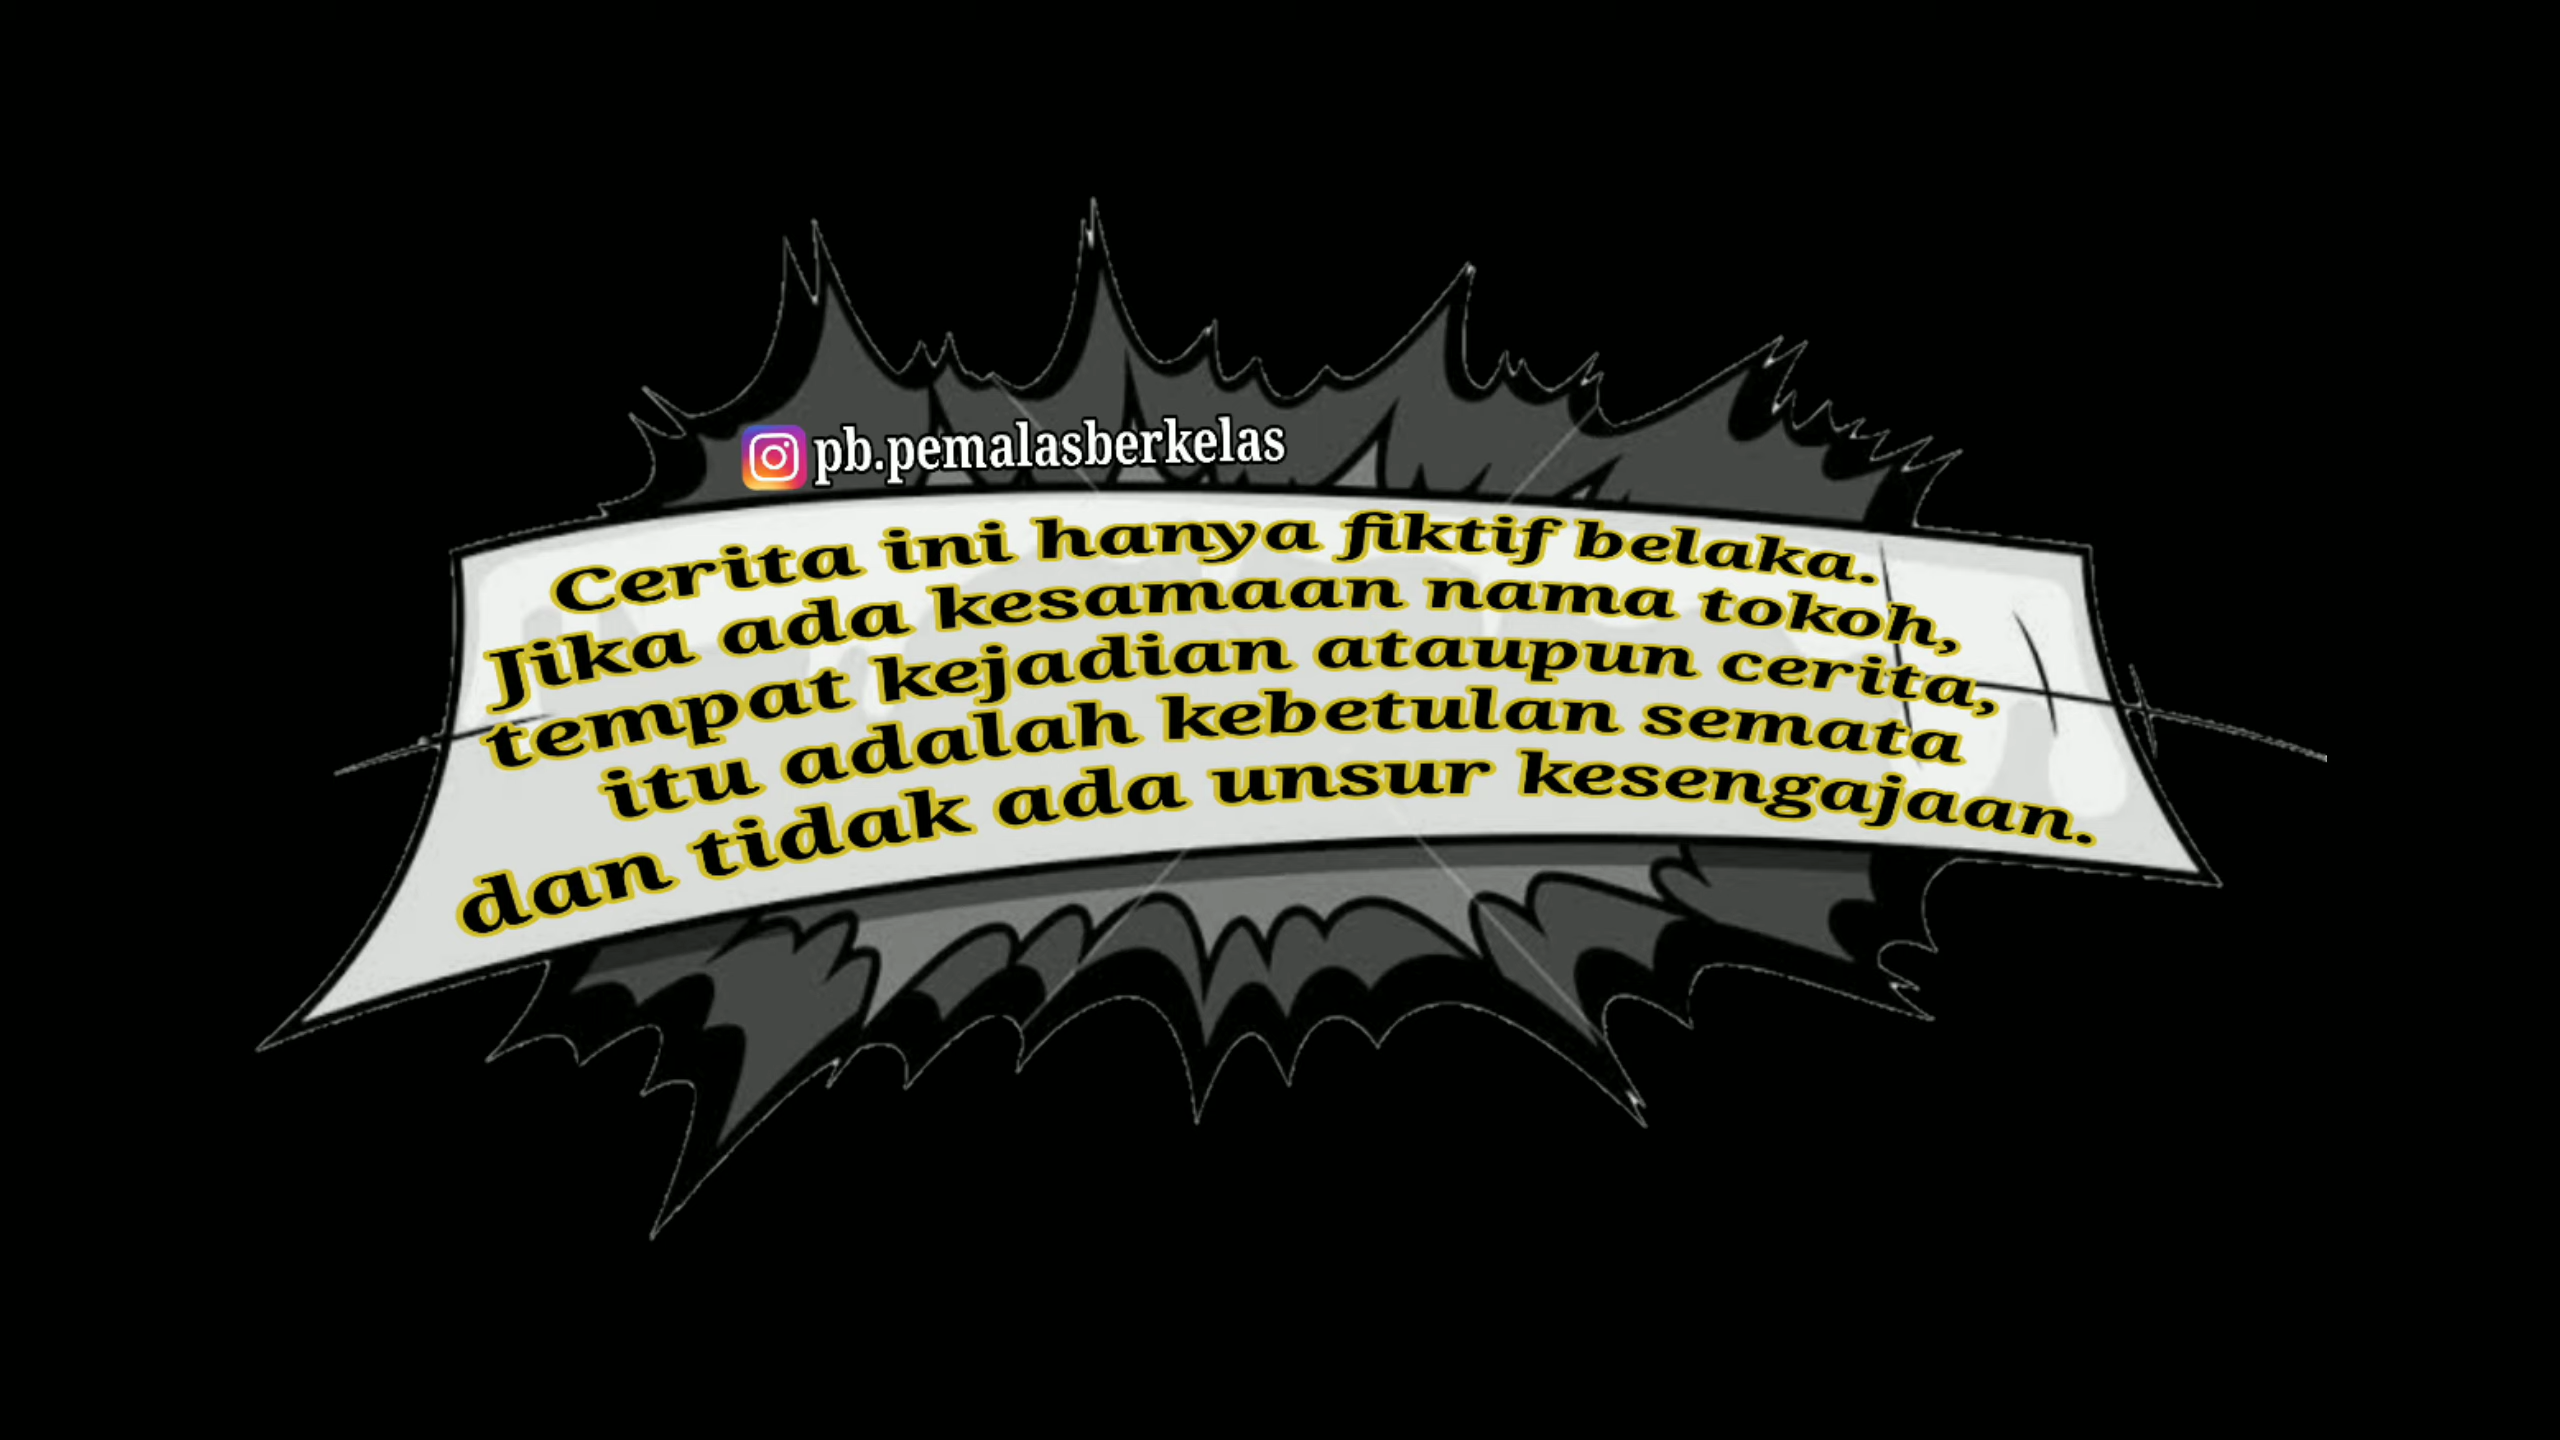 pb.pemalasberkelas
Cerita ini hanya fiktif belaka.
Jika ada kesamaan nama tokoh,
tempat kejadian ataupun cerita,
itu adalah kebetulan semata
dan tidak ada unsur kesengajaan.